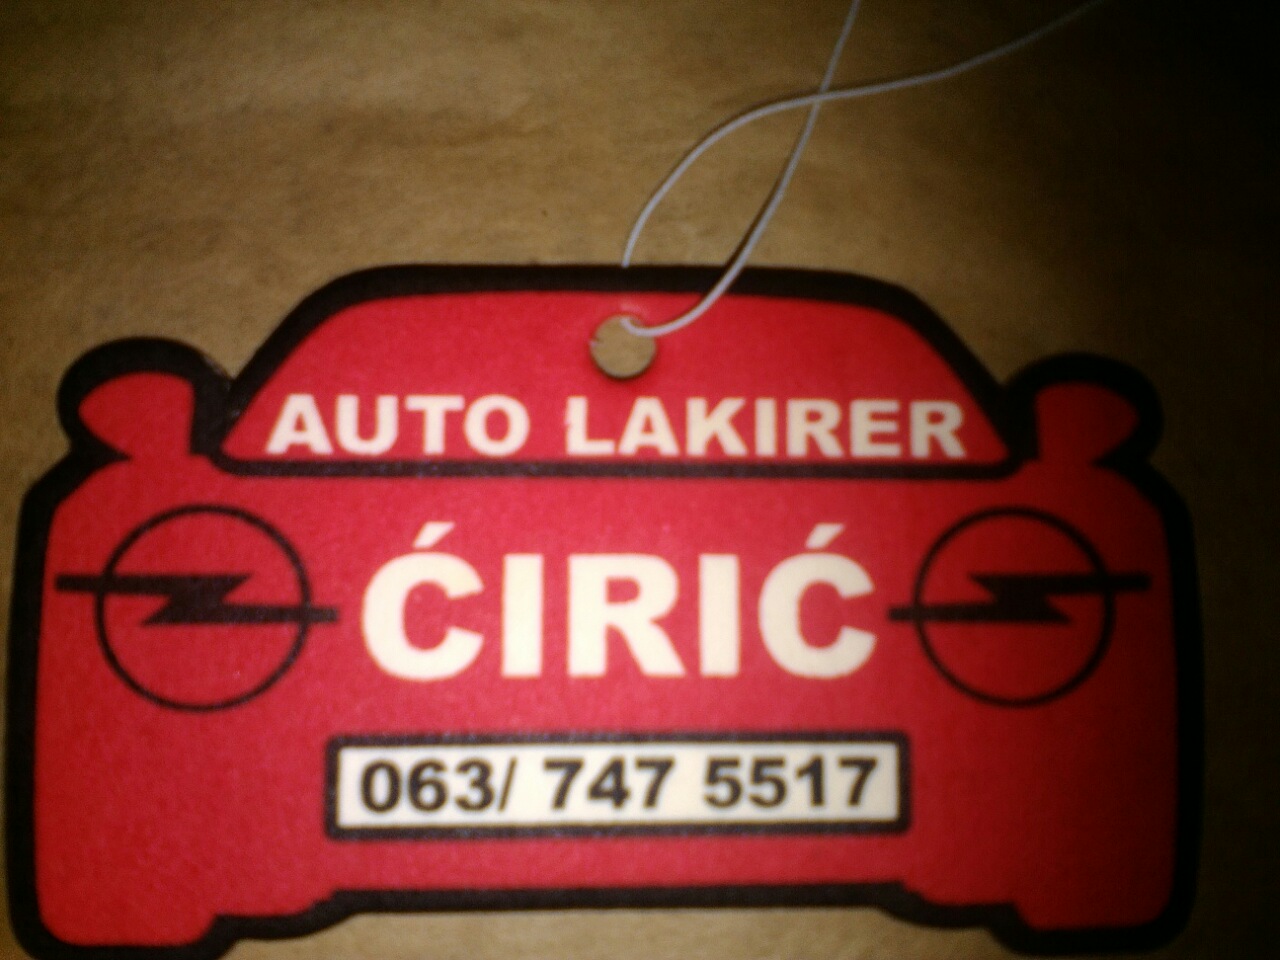 AUTO LAKIRER
ĆIRIĆ
063/ 747 5517